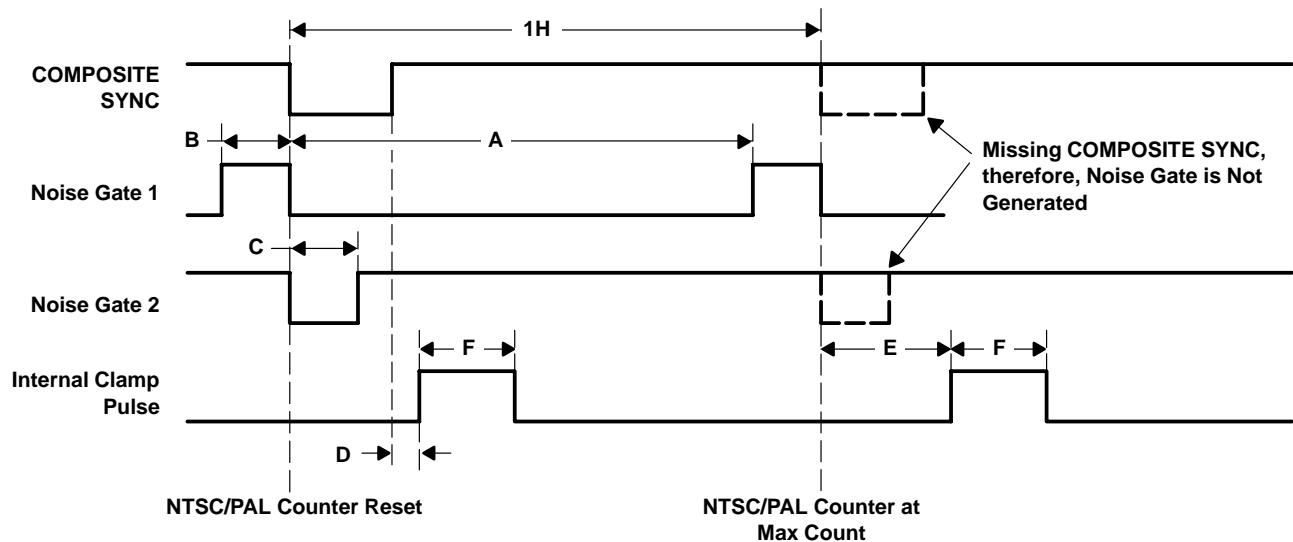 1H
COMPOSITE
SYNC
B
A
Missing COMPOSITE SYNC,
therefore, Noise Gate is Not
Generated
Noise Gate 1
C
Noise Gate 2
F
E
F
Internal Clamp
Pulse
D
NTSC/PAL Counter Reset
NTSC/PAL Counter at
Max Count